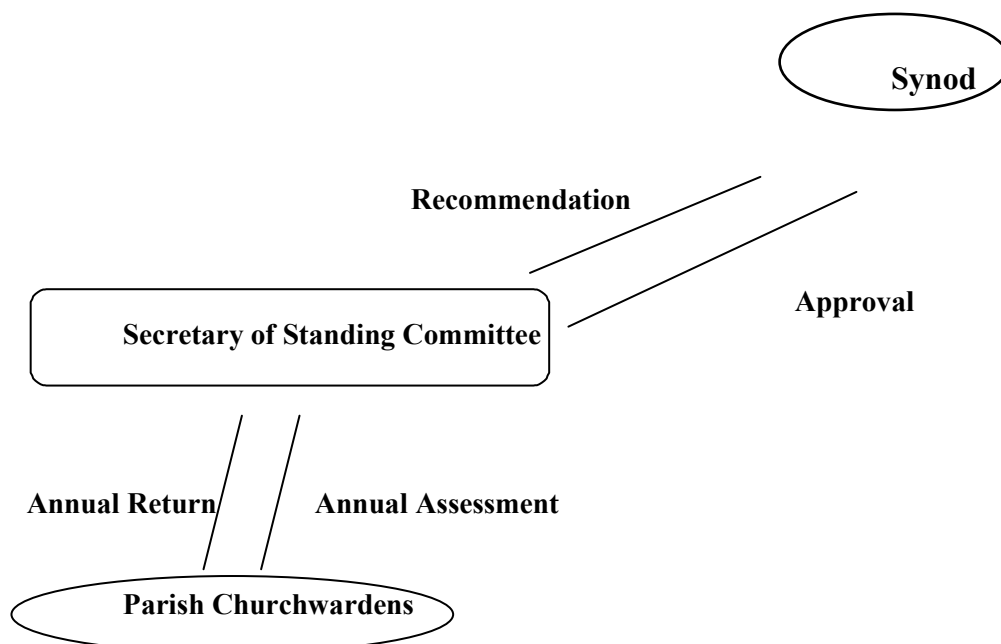 Synod
Recommendation
Approval
Secretary of Standing Committee
Annual Return
Annual Assessment
Parish Churchwardens